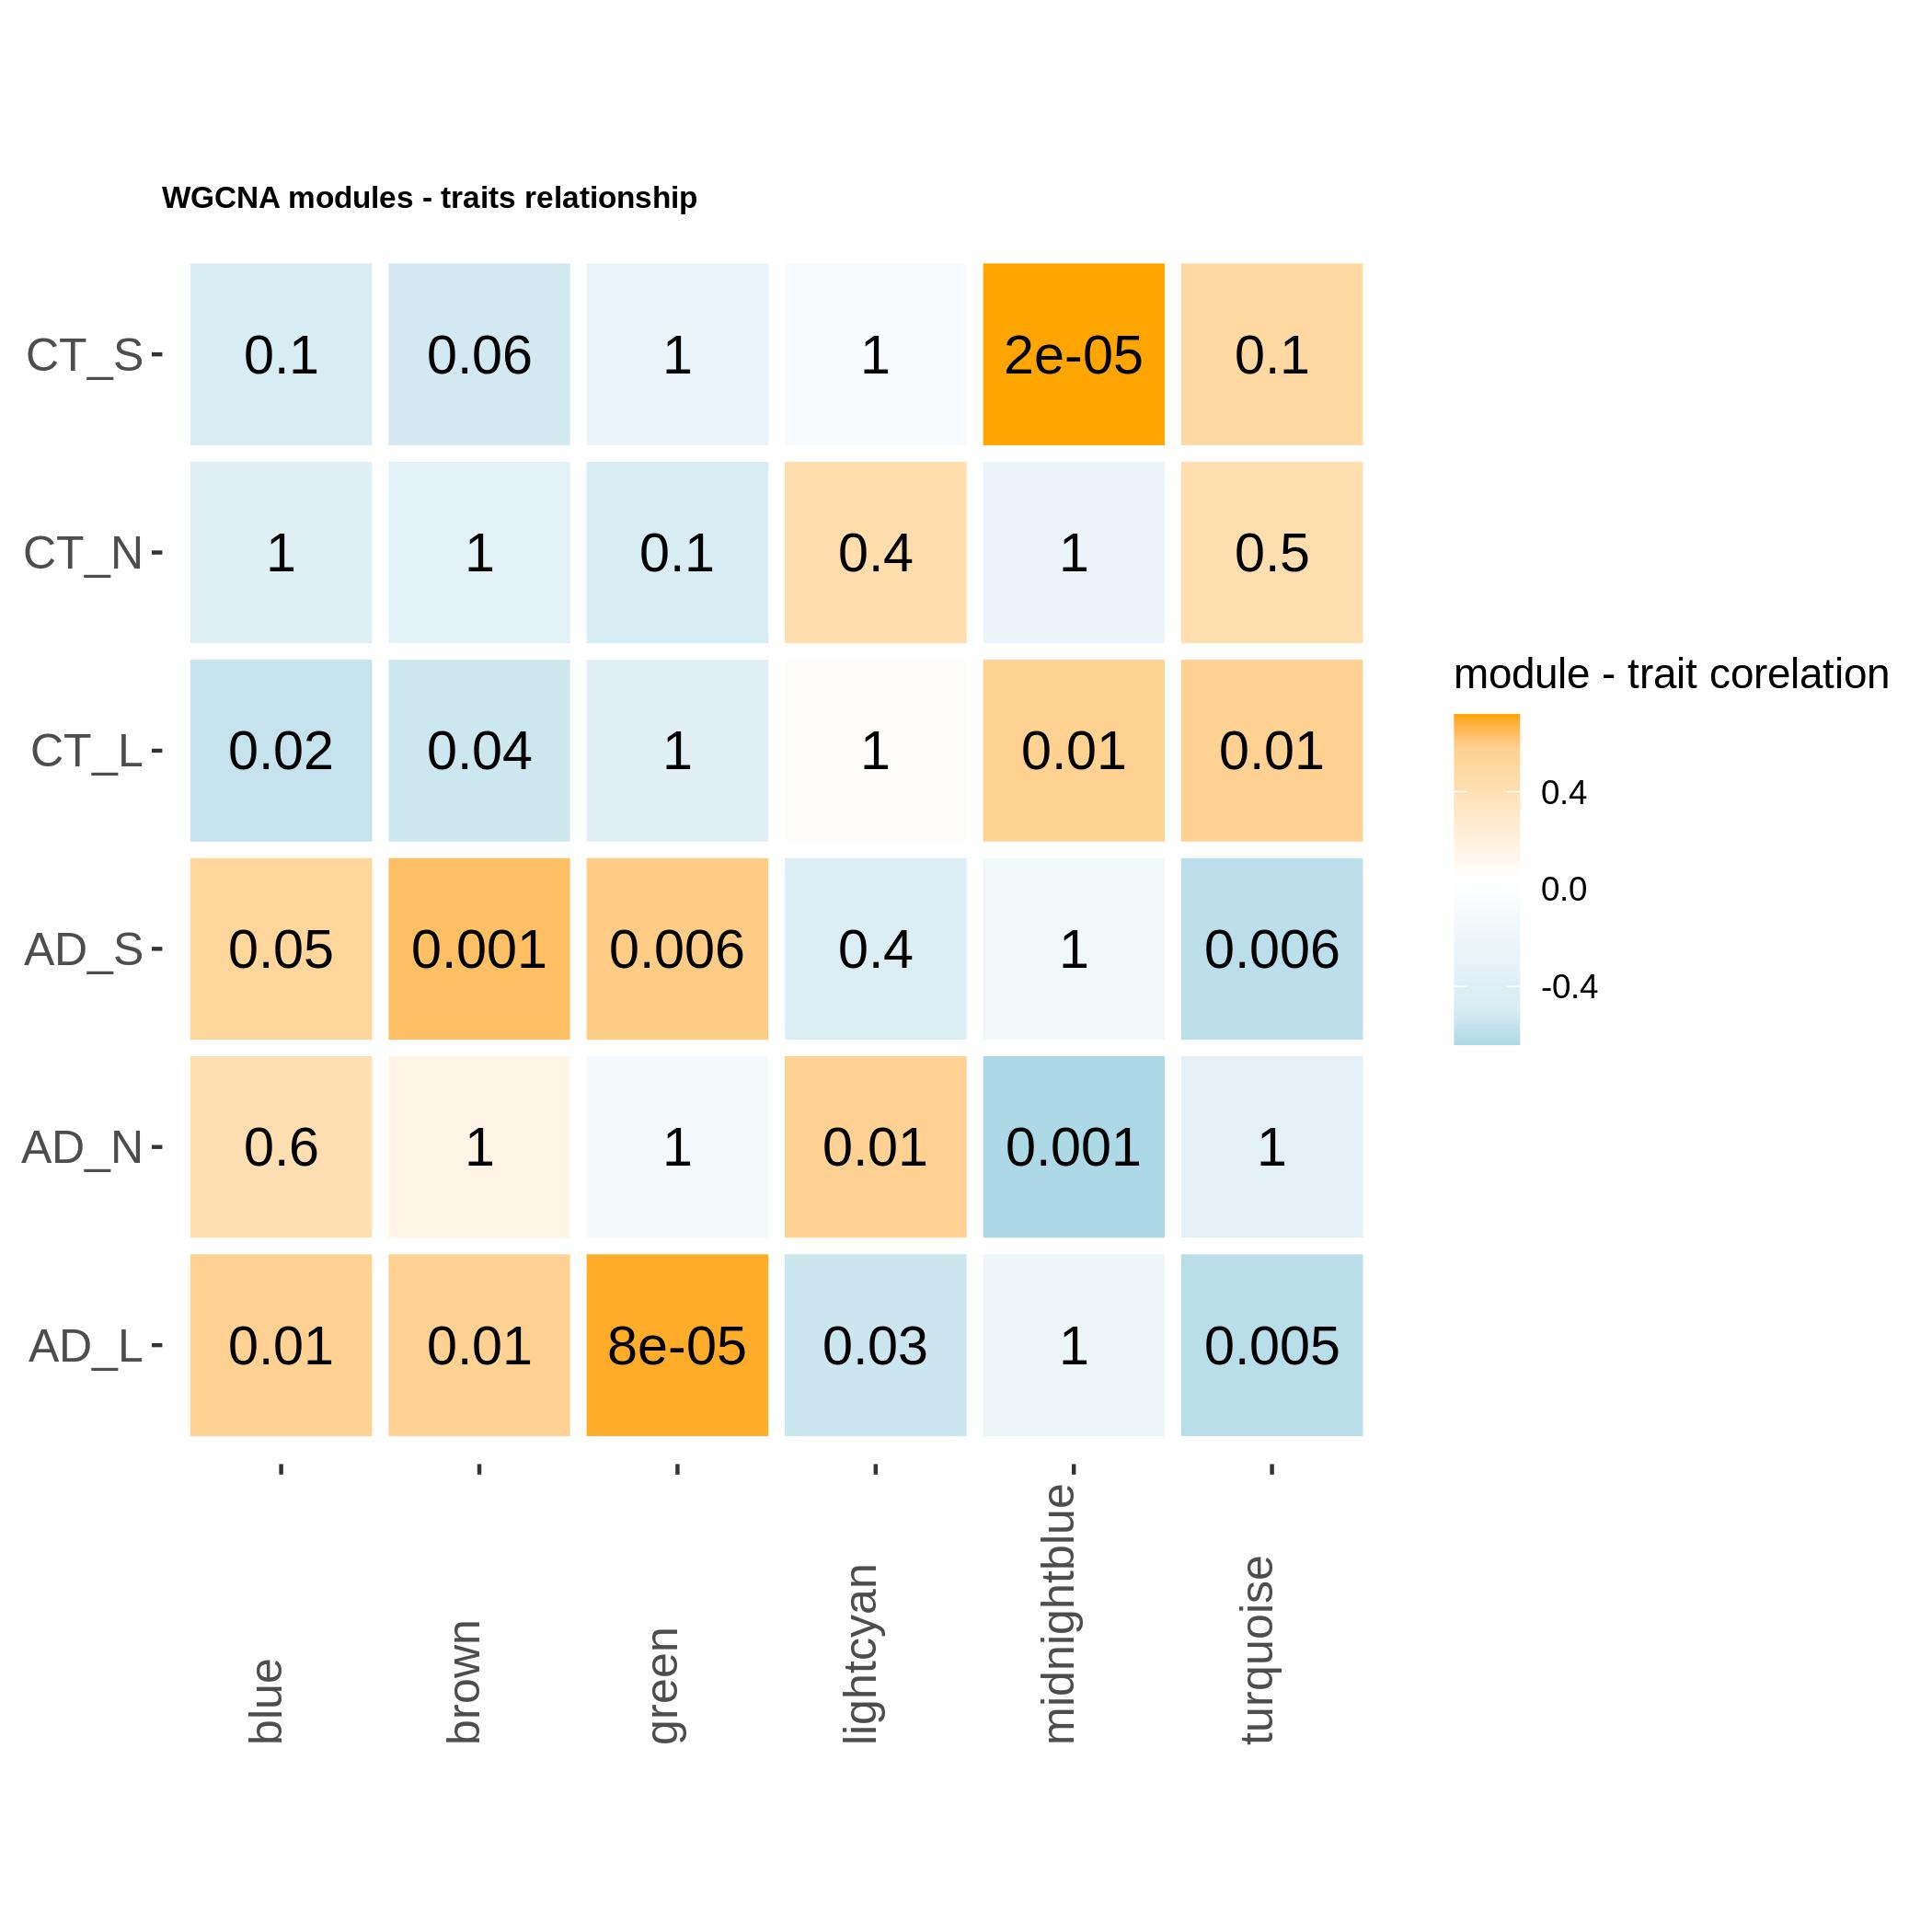 WGCNA modules - traits relationship
CT_S 0.1 0.06 1 1 2e-05 0.1
CT_N 1 1 0.1 0.4 1 0.5
CT_L 0.02 0.04 1 1 0.01 0.01
AD_S 0.05 0.001 0.006 0.4 1 0.006
AD_N 0.6 1 1 0.01 0.001 1
AD_L 0.01 0.01 8e-05 0.03 1 0.005
blue brown green lightcyan midnightblue turquoise
module - trait corelation
0.4
0.0
-0.4